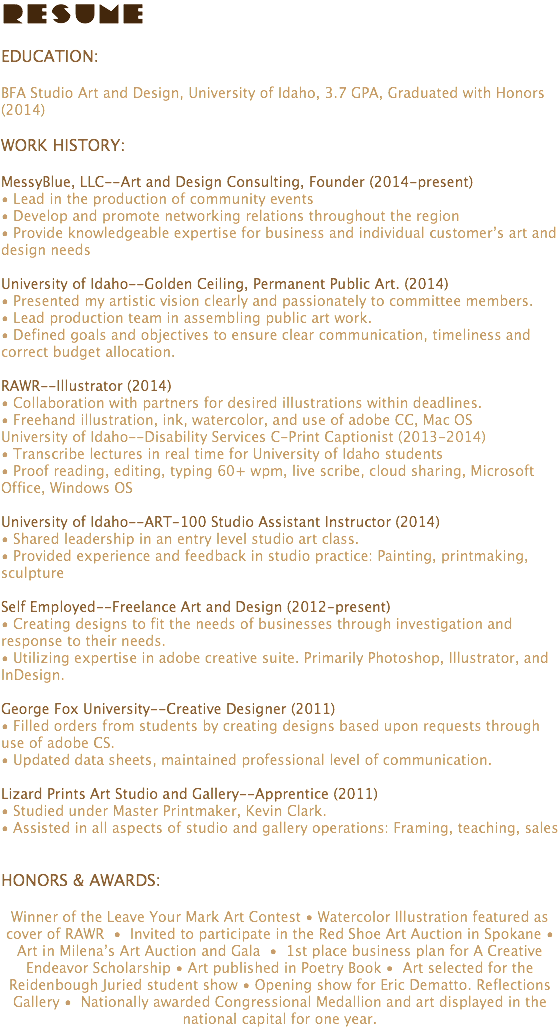 RESUME
EDUCATION:
BFA Studio Art and Design, University of Idaho, 3.7 GPA, Graduated with Honors
(2014)
WORK HISTORY:
MessyBlue, LLC--Art and Design Consulting, Founder (2014-present)
• Lead in the production of community events
• Develop and promote networking relations throughout the region
• Provide knowledgeable expertise for business and individual customer's art and
design needs
University of Idaho--Golden Ceiling, Permanent Public Art. (2014)
• Presented my artistic vision clearly and passionately to committee members.
• Lead production team in assembling public art work.
• Defined goals and objectives to ensure clear communication, timeliness and
correct budget allocation.
RAWR--Illustrator (2014)
• Collaboration with partners for desired illustrations within deadlines.
• Freehand illustration, ink, watercolor, and use of adobe CC, Mac OS
University of Idaho--Disability Services C-Print Captionist (2013-2014)
• Transcribe lectures in real time for University of Idaho students
• Proof reading, editing, typing 60+ wpm, live scribe, cloud sharing, Microsoft
Office, Windows OS
University of Idaho--ART-100 Studio Assistant Instructor (2014)
• Shared leadership in an entry level studio art class.
• Provided experience and feedback in studio practice: Painting, printmaking,
sculpture
Self Employed--Freelance Art and Design (2012-present)
• Creating designs to fit the needs of businesses through investigation and
response to their needs.
• Utilizing expertise in adobe creative suite. Primarily Photoshop, Illustrator, and
InDesign.
George Fox University--Creative Designer (2011)
• Filled orders from students by creating designs based upon requests through
use of adobe CS.
• Updated data sheets, maintained professional level of communication.
Lizard Prints Art Studio and Gallery--Apprentice (2011)
• Studied under Master Printmaker, Kevin Clark.
• Assisted in all aspects of studio and gallery operations: Framing, teaching, sales
HONORS & AWARDS:
Winner of the Leave Your Mark Art Contest • Watercolor Illustration featured as
cover of RAWR • Invited to participate in the Red Shoe Art Auction in Spokane •
Art in Milena's Art Auction and Gala • 1st place business plan for A Creative
Endeavor Scholarship • Art published in Poetry Book • Art selected for the
Reidenbough Juried student show • Opening show for Eric Dematto. Reflections
Gallery • Nationally awarded Congressional Medallion and art displayed in the
national capital for one year.